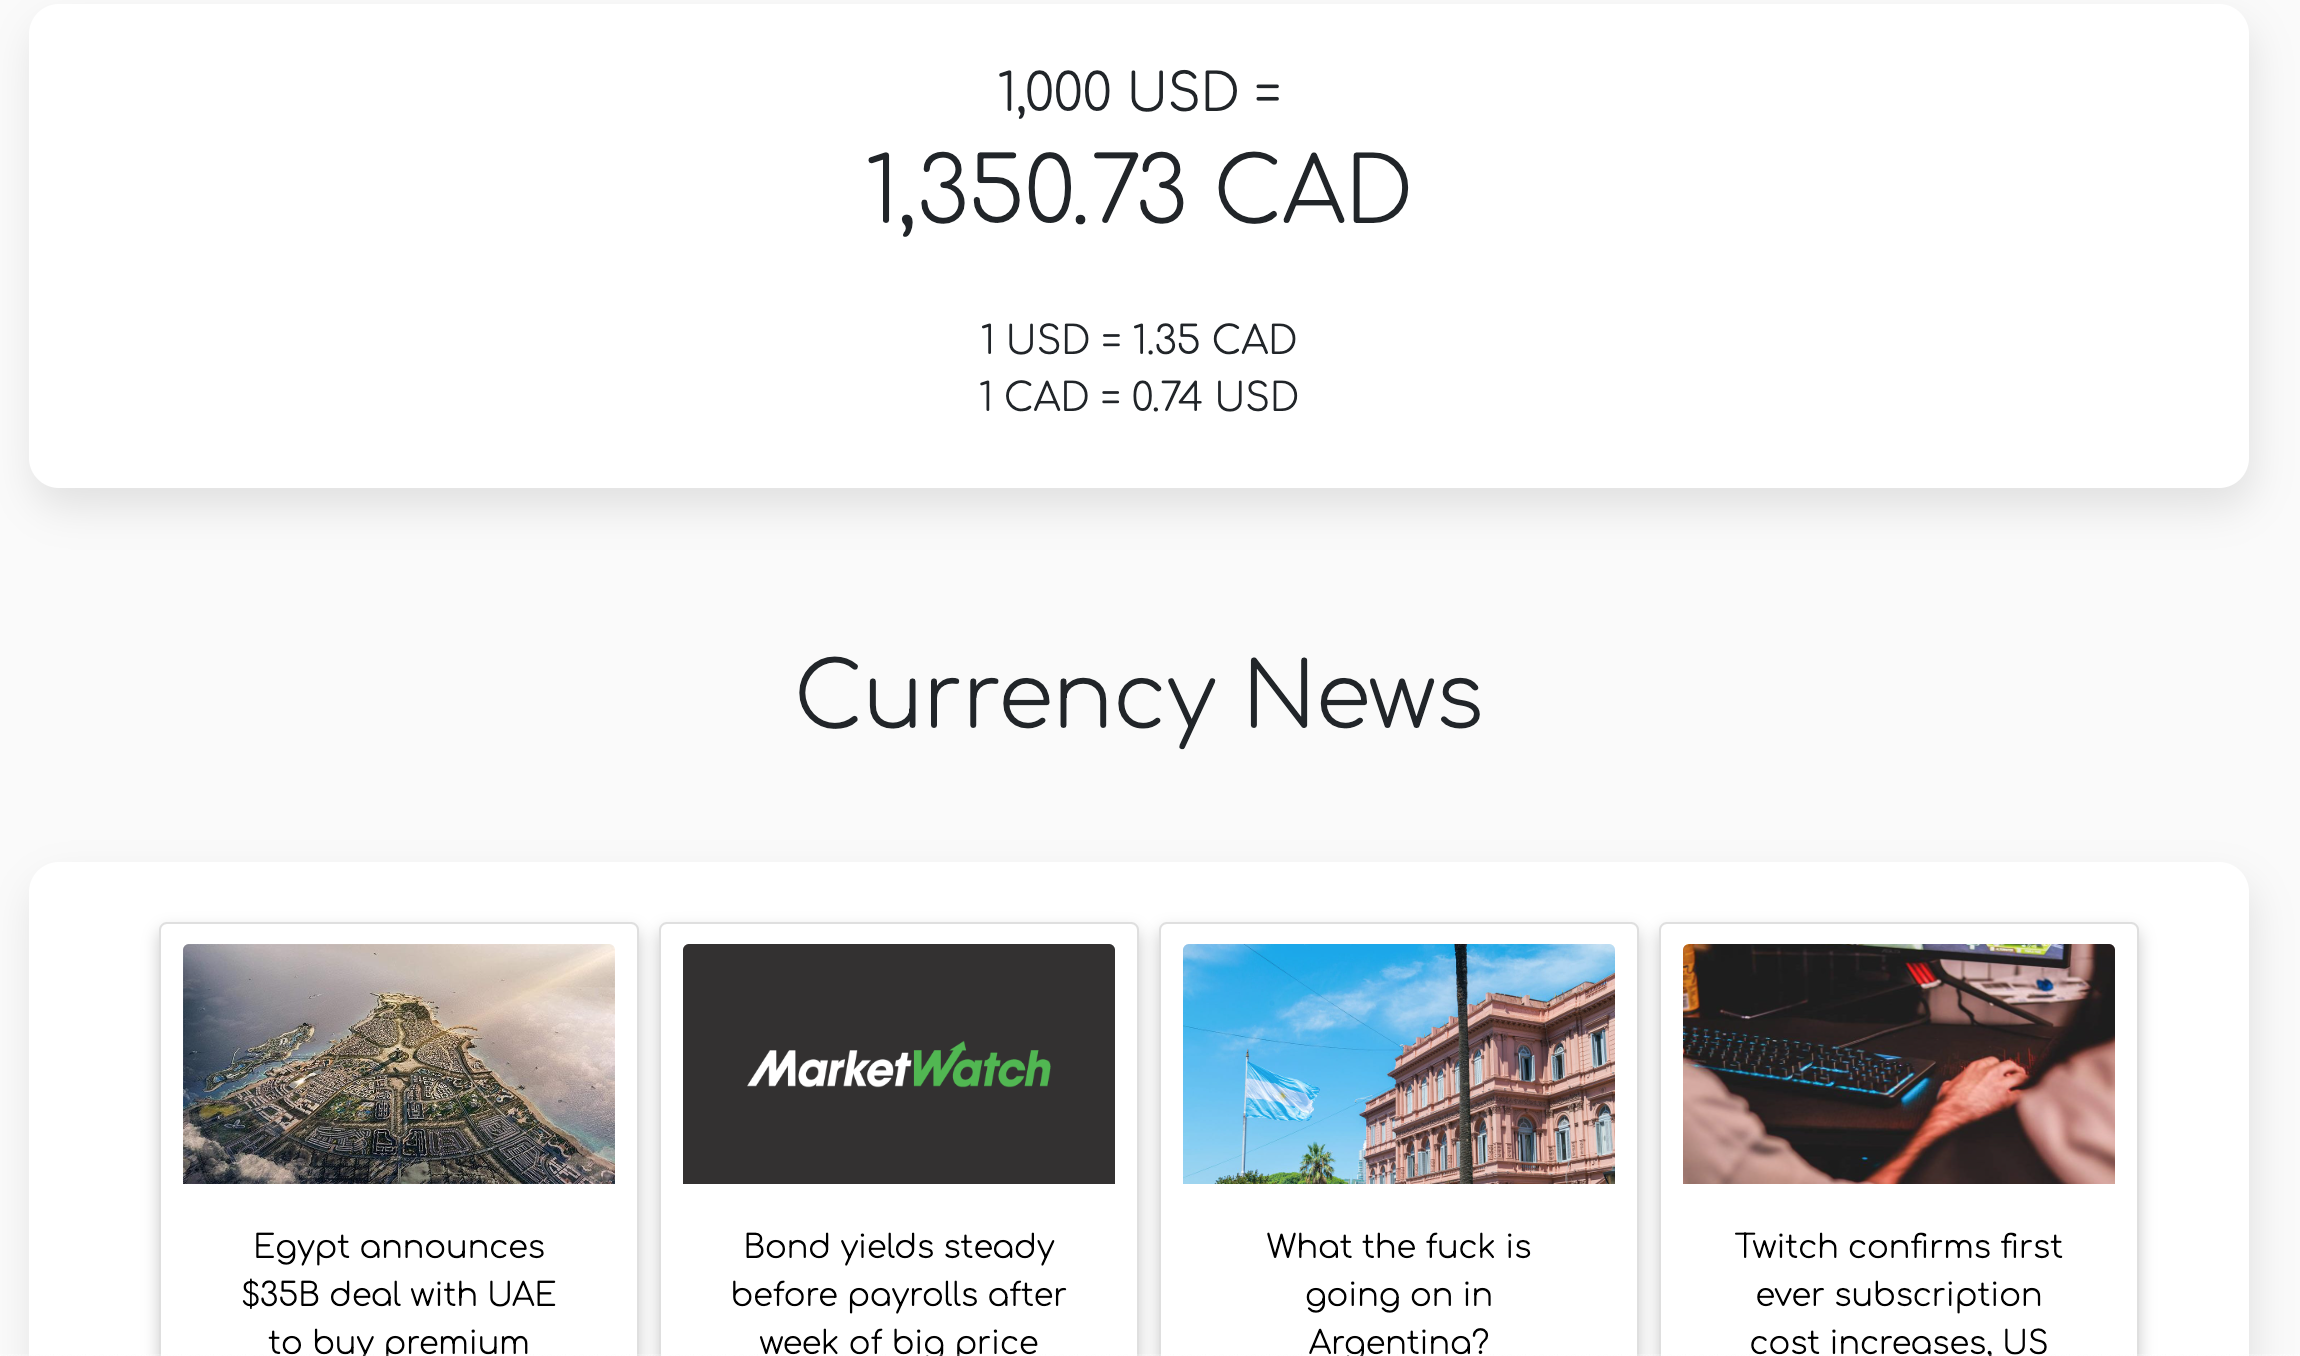 1,000 USD =
1,350.73 CAD
1 USD = 1.35 CAD
1 CAD = 0.74 USD
Currency News
MarketWatch
Egypt announces
$35B deal with UAE
to buy premium
Bond yields steady
before payrolls after
week of big price
What the fuck is
going on in
Argentina?
Twitch confirms first
ever subscription
cost increases, US